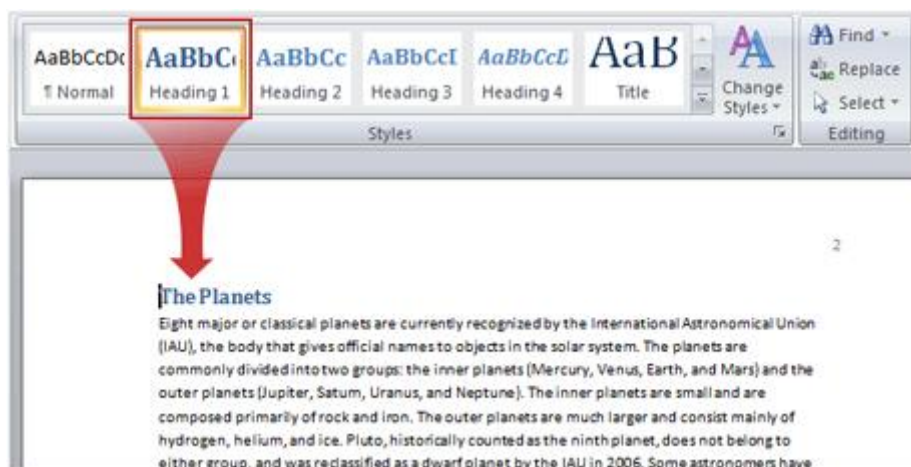 AaBbCcDc AaBbC AaBbCc AaBbCcI AaBbCcD AaB
¶ Normal Heading 1 Heading 2 Heading 3 Heading 4 Title
Change
Styles
Styles
Find
Replace
Select
Editing
2
The Planets
Eight major or classical planets are currently recognized by the International Astronomical Union
(IAU), the body that gives official names to objects in the solar system. The planets are
commonly divided into two groups: the inner planets (Mercury, Venus, Earth, and Mars) and the
outer planets (Jupiter, Saturn, Uranus, and Neptune). The inner planets are small and are
composed primarily of rock and iron. The outer planets are much larger and consist mainly of
hydrogen, helium, and ice. Pluto, historically counted as the ninth planet, does not belong to
either group, and was reclassified as a dwarf planet by the IAU in 2006. Some astronomers have